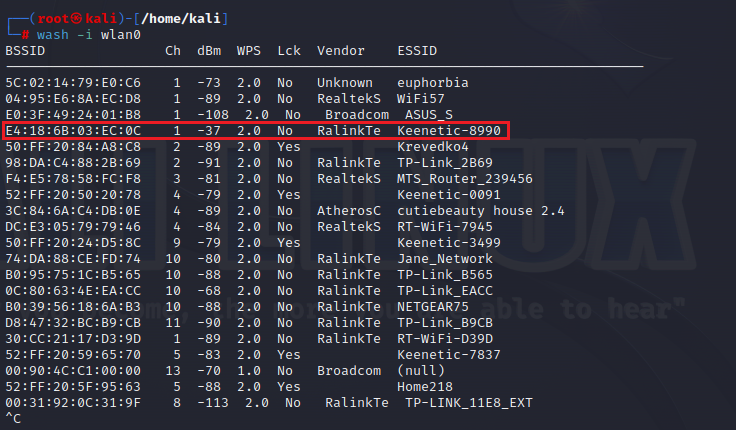 ┌──(root㉿kali)-[/home/kali]
└─# wash -i wlan0
BSSID Ch dBm WPS Lck Vendor ESSID
5C:02:14:79:E0:C6 1 -73 2.0 No Unknown euphorbia
04:95:E6:8A:EC:D8 1 -89 2.0 No RealtekS WiFi57
E0:3F:49:24:01:B8 1 -108 2.0 No Broadcom ASUS_S
E4:18:6B:03:EC:0C 1 -37 2.0 No RalinkTe Keenetic-8990
50:FF:20:84:A8:C8 2 -89 2.0 Yes Krevedko4
98:DA:C4:88:2B:69 2 -91 2.0 No RalinkTe TP-Link_2B69
F4:E5:78:58:FC:F8 3 -81 2.0 No RealtekS MTS_Router_239456
52:FF:20:50:20:78 4 -79 2.0 Yes Keenetic-0091
3C:84:6A:C4:DB:0E 4 -89 2.0 No AtherosC cutiebeauty house 2.4
DC:E3:05:79:79:46 4 -84 2.0 No RealtekS RT-WiFi-7945
50:FF:20:24:D5:8C 9 -79 2.0 Yes Keenetic-3499
74:DA:88:CE:FD:74 10 -80 2.0 No RalinkTe Jane_Network
B0:95:75:1C:B5:65 10 -88 2.0 No RalinkTe TP-Link_B565
0C:80:63:4E:EA:CC 10 -68 2.0 No RalinkTe TP-Link_EACC
B0:39:56:18:6A:B3 10 -88 2.0 No RalinkTe NETGEAR75
D8:47:32:BC:B9:CB 11 -90 2.0 No RalinkTe TP-Link_B9CB
30:CC:21:17:D3:9D 1 -89 2.0 No RalinkTe RT-WiFi-D39D
52:FF:20:59:65:70 5 -83 2.0 Yes Keenetic-7837
00:90:4C:C1:00:00 13 -70 1.0 No Broadcom (null)
52:FF:20:5F:95:63 5 -88 2.0 Yes Home218
00:31:92:0C:31:9F 8 -113 2.0 No RalinkTe TP-LINK_11E8_EXT
^C